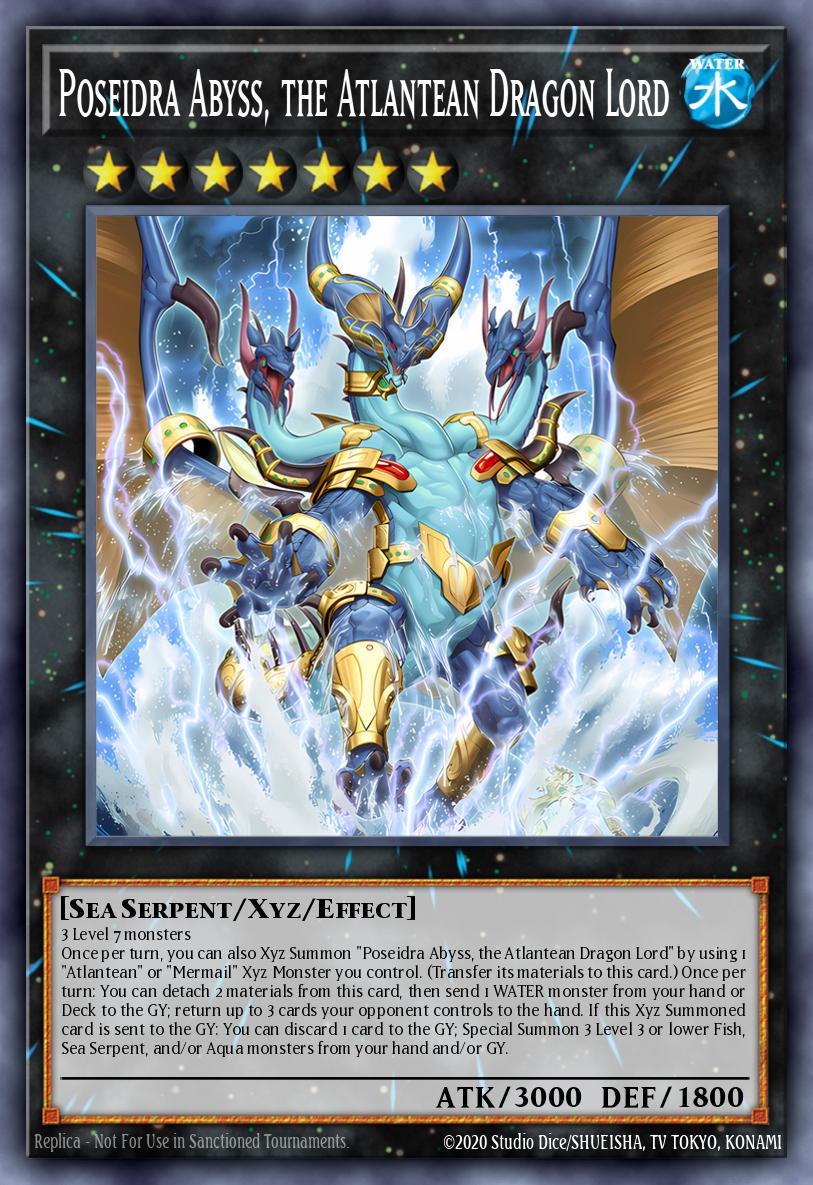 Poseidra Abyss, the Atlantean Dragon Lord
WATER
水
[Sea Serpent/Xyz/Effect]
3 Level 7 monsters
Once per turn, you can also Xyz Summon "Poseidra Abyss, the Atlantean Dragon Lord" by using 1
"Atlantean" or "Mermail" Xyz Monster you control. (Transfer its materials to this card.) Once per
turn: You can detach 2 materials from this card, then send 1 WATER monster from your hand or
Deck to the GY; return up to 3 cards your opponent controls to the hand. If this Xyz Summoned
card is sent to the GY: You can discard 1 card to the GY; Special Summon 3 Level 3 or lower Fish,
Sea Serpent, and/or Aqua monsters from your hand and/or GY.
ATK/3000 DEF/1800
Replica - Not For Use in Sanctioned Tournaments.
©2020 Studio Dice/SHUEISHA, TV TOKYO, KONAMI